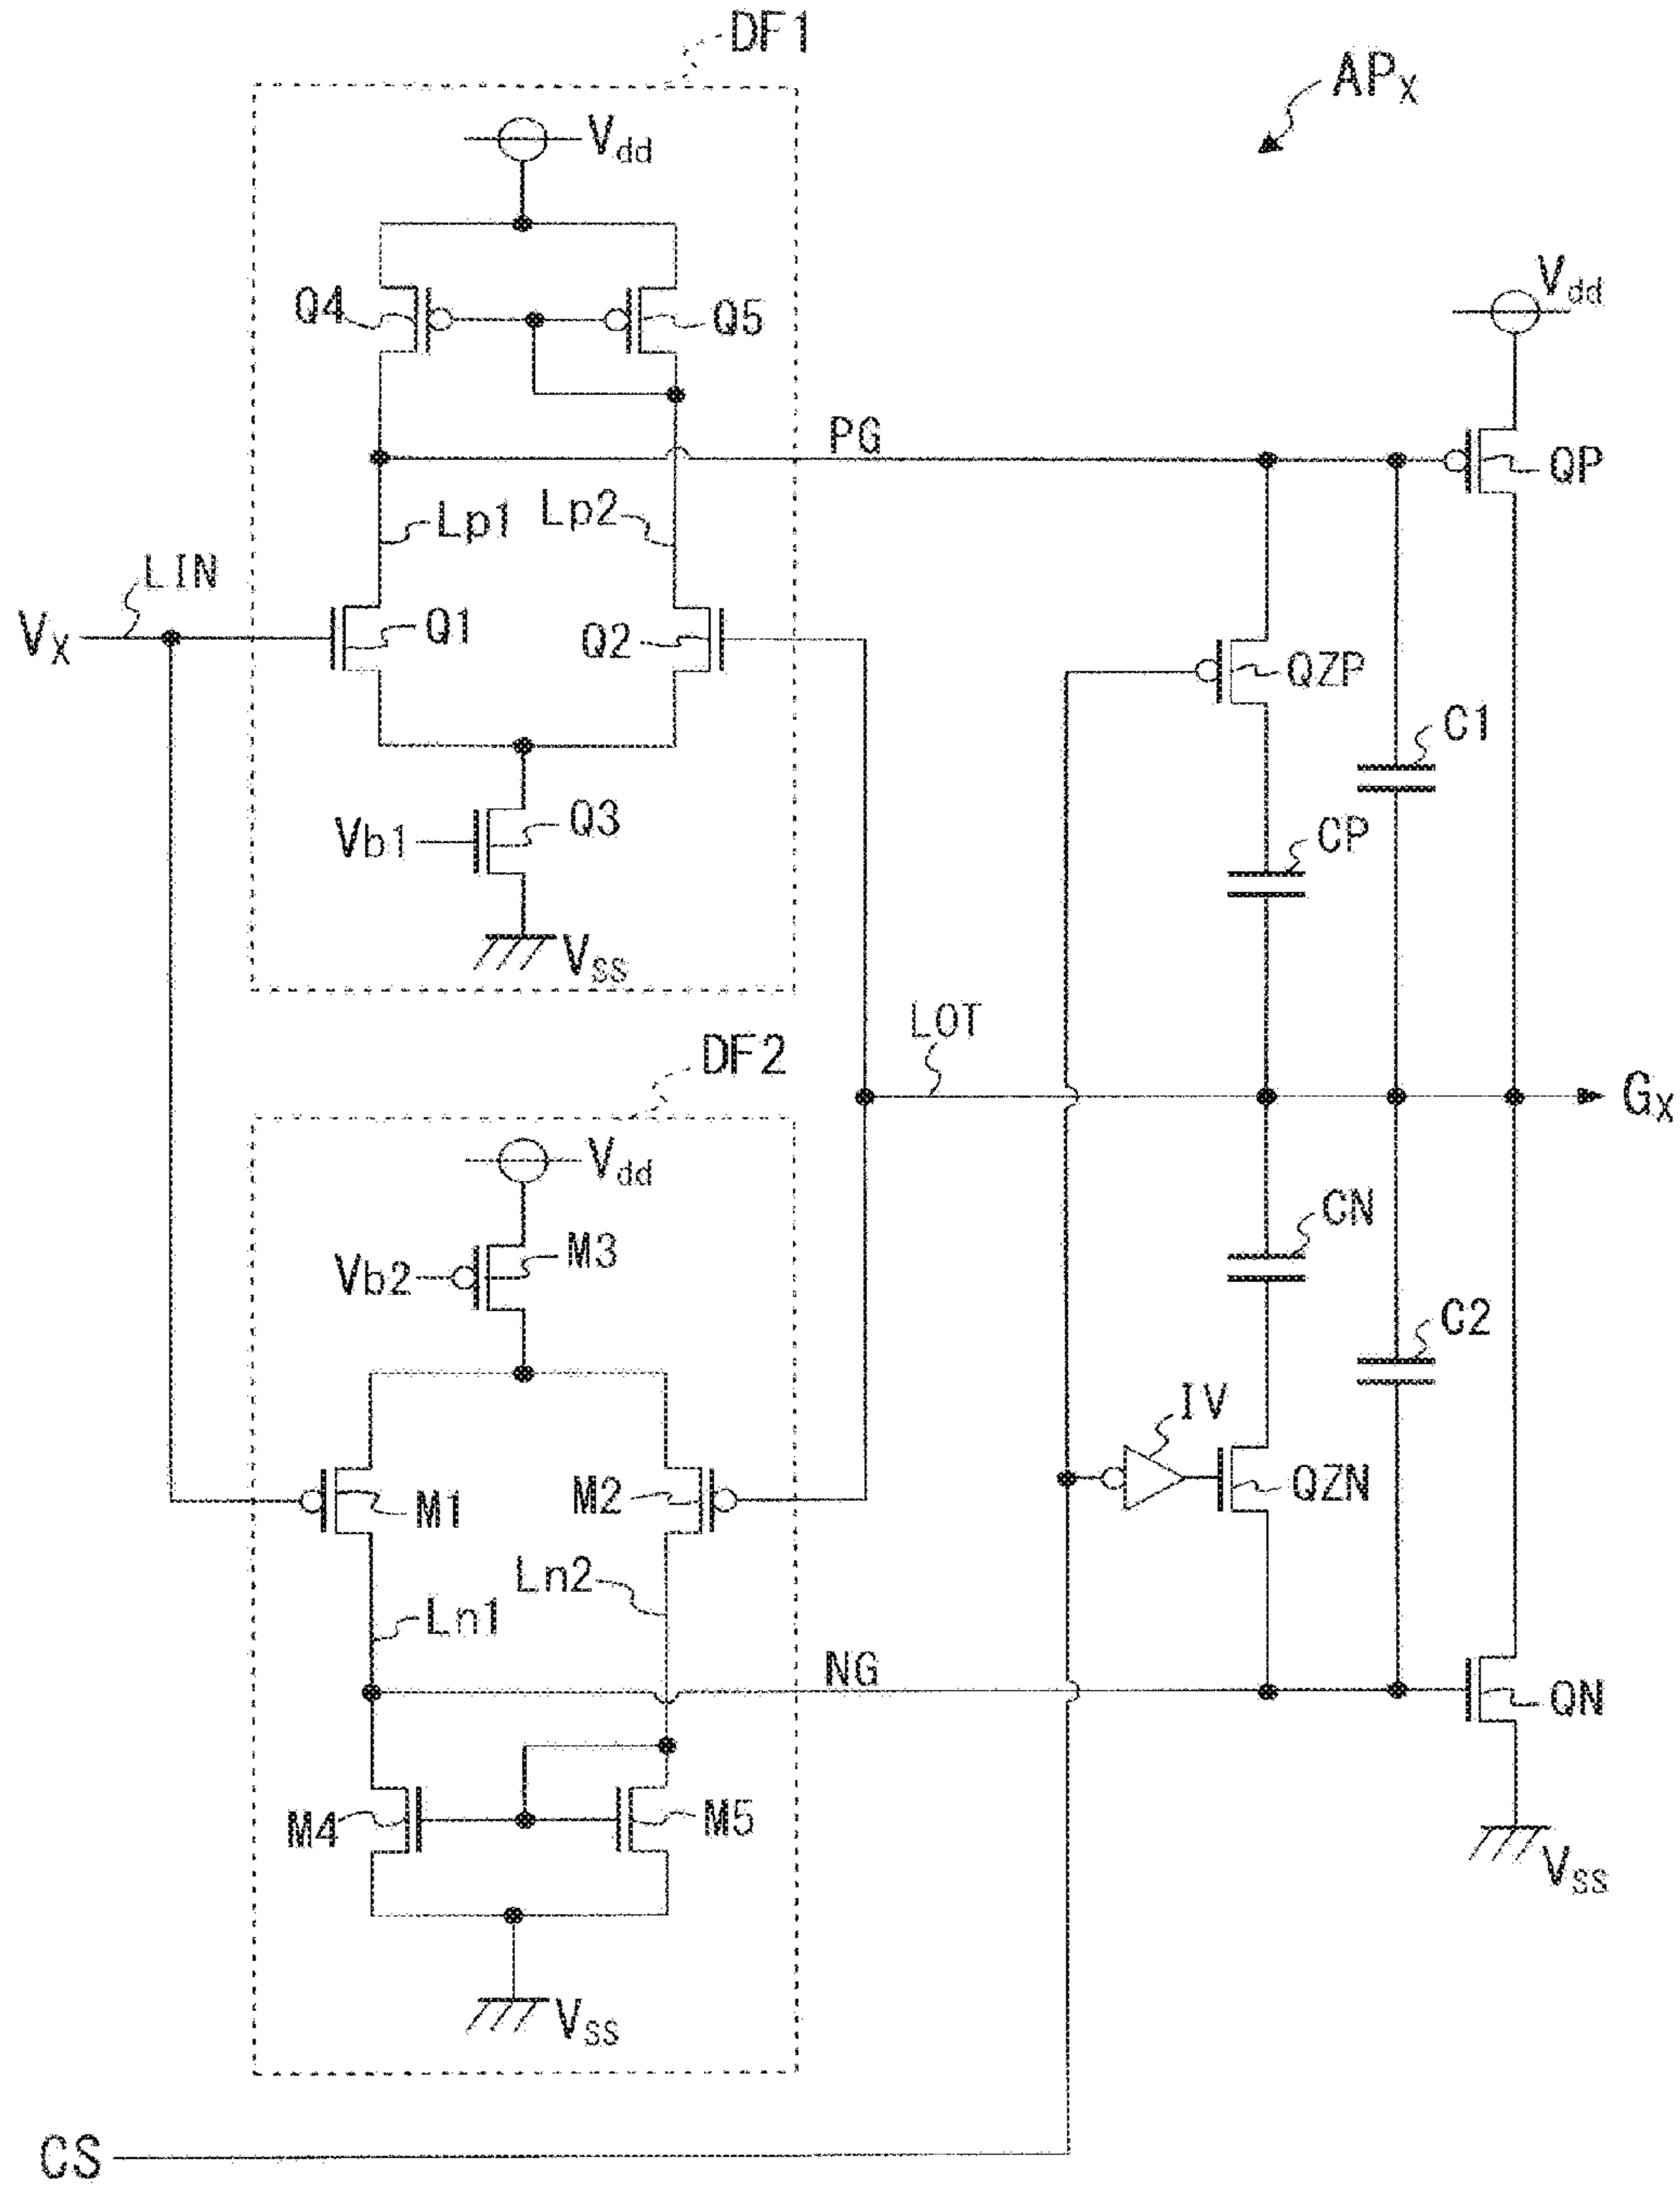 DF1
APX
Vdd
Vdd
Q4
Q5
PG
QP
Lp1
Lp2
LIN
VX
Q1
Q2
QZP
C1
Vb1
Q3
CP
VSS
LOT
DF2
GX
Vdd
CN
Vb2
M3
C2
IV
M1
M2
QZN
Ln2
Ln1
NG
QN
M4
M5
VSS
VSS
CS